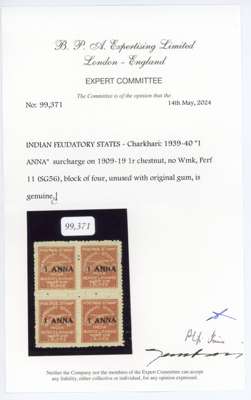 B. P. A. Expertising Limited
London - England
EXPERT COMMITTEE
The Committee is of the opinion that the
No: 99,371
14th May, 2024
INDIAN FEUDATORY STATES - Charkhari: 1939-40 "1
ANNA" surcharge on 1909-19 1r chestnut, no Wmk, Perf
11 (SG56), block of four, unused with original gum, is
genuine.
99,371
1 ANNA 1 ANNA
1 ANNA 1 ANNA
Neither the Company nor the members of the Expert Committee can accept
any liability, either collective or individual, for any opinion expressed.